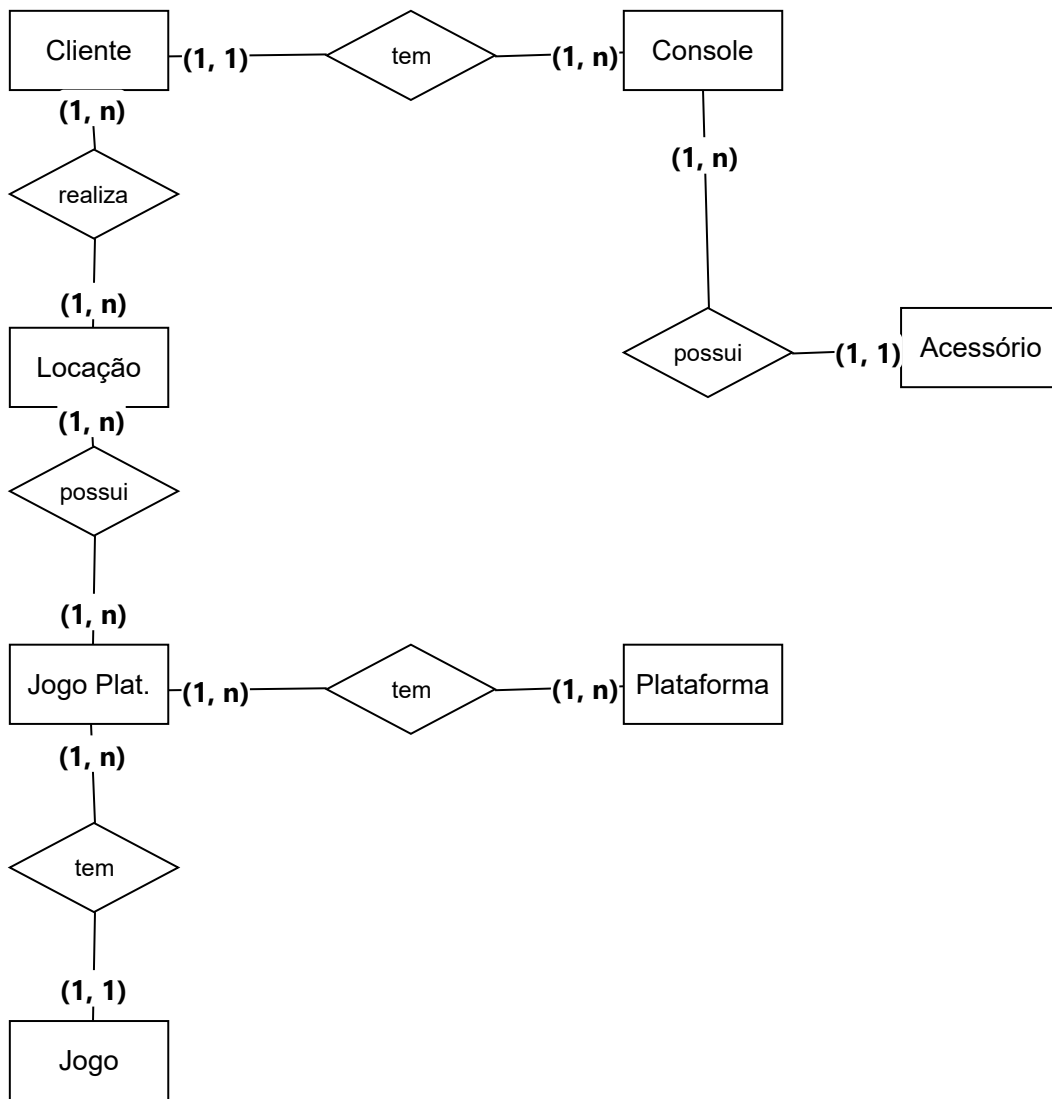 Cliente
(1, 1)
tem
(1, n)
Console
(1, n)
(1, n)
realiza
(1, n)
possui
(1, 1)
Acessório
Locação
(1, n)
possui
(1, n)
Jogo Plat.
(1, n)
tem
(1, n)
Plataforma
(1, n)
tem
(1, 1)
Jogo